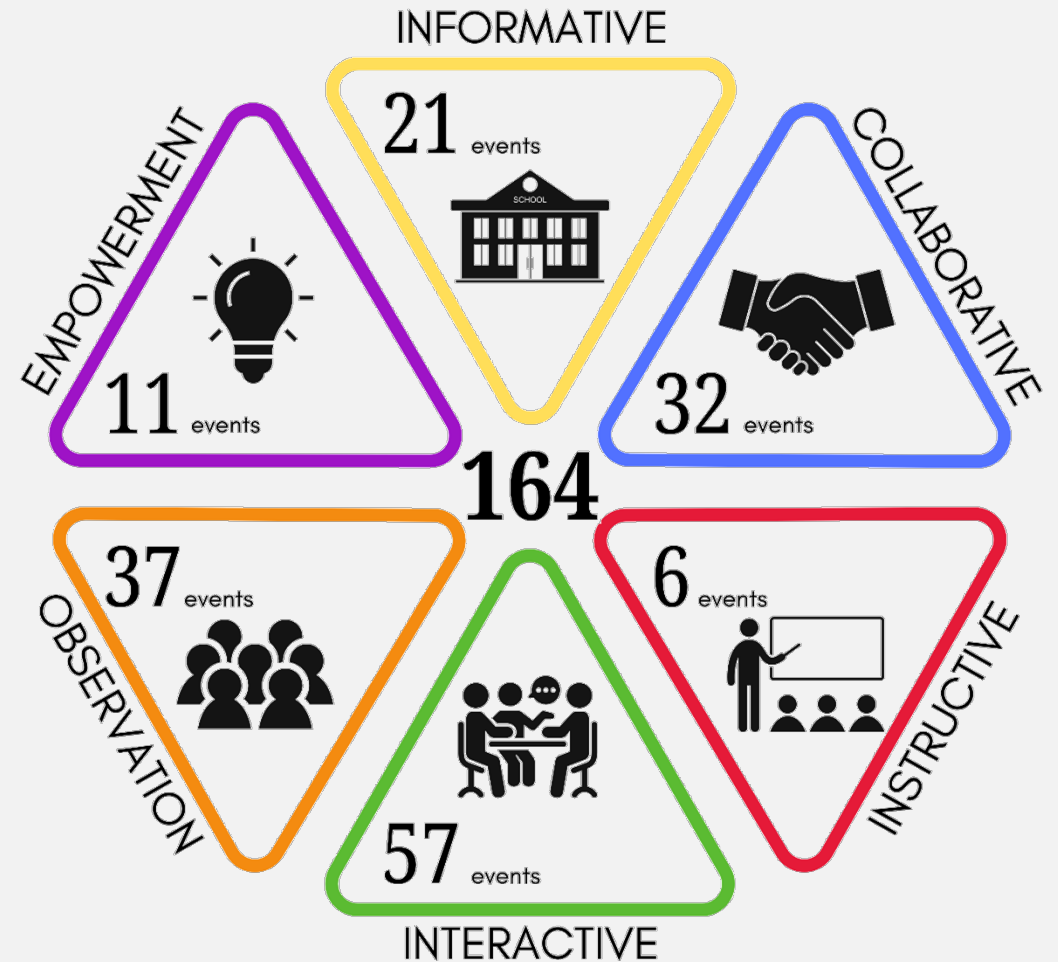 INFORMATIVE
21 events
SCHOOL
EMPOWERMENT
11 events
COLLABORATIVE
32 events
164
OBSERVATION
37 events
6 events
INSTRUCTIVE
57 events
INTERACTIVE